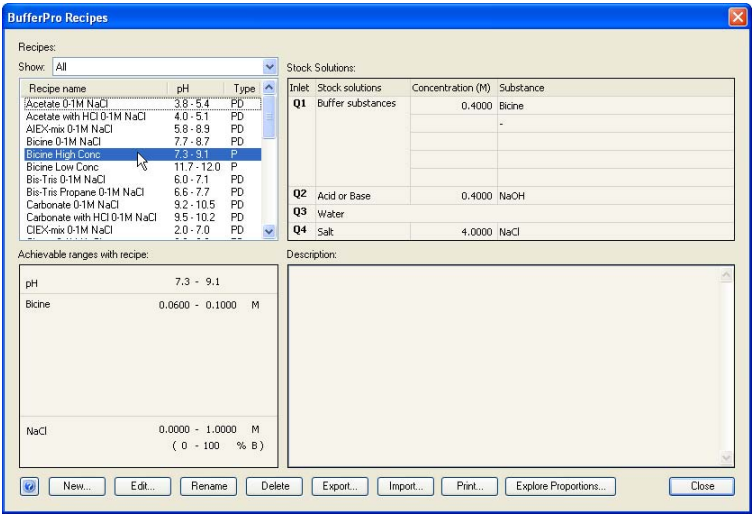 BufferPro Recipes
Recipes:
Show: All
Recipe name pH Type
Acetate 0-1M NaCl 3.8 - 5.4 PD
Acetate with HCl 0-1M NaCl 4.0 - 5.1 PD
AIEX-mix 0-1M NaCl 5.8 - 8.9 PD
Bicine 0-1M NaCl 7.7 - 8.7 PD
Bicine High Conc 7.3 - 9.1 P
Bicine Low Conc 11.7 - 12.0 P
Bis-Tris 0-1M NaCl 6.0 - 7.1 PD
Bis-Tris Propane 0-1M NaCl 6.6 - 7.7 PD
Carbonate 0-1M NaCl 9.2 - 10.5 PD
Carbonate with HCl 0-1M NaCl 9.5 - 10.2 PD
CIEX-mix 0-1M NaCl 2.0 - 7.0 PD
Stock Solutions:
Inlet Stock solutions Concentration (M) Substance
Q1 Buffer substances 0.4000 Bicine
-
Q2 Acid or Base 0.4000 NaOH
Q3 Water
Q4 Salt 4.0000 NaCl
Achievable ranges with recipe:
pH 7.3 - 9.1
Bicine 0.0600 - 0.1000 M
NaCl 0.0000 - 1.0000 M
( 0 - 100 % B )
Description:
? New... Edit... Rename Delete Export... Import... Print... Explore Proportions... Close